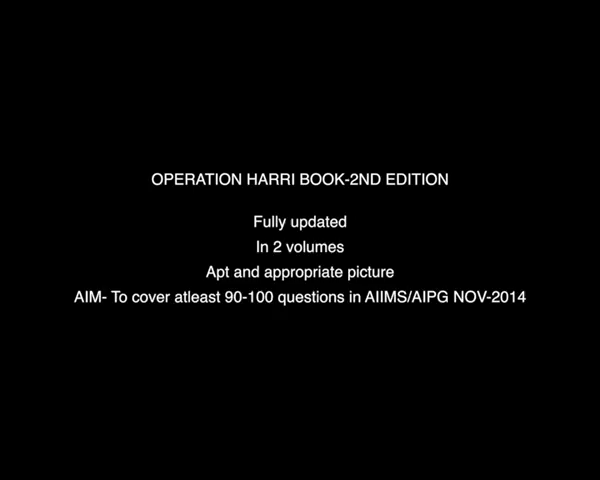 OPERATION HARRI BOOK-2ND EDITION
Fully updated
In 2 volumes
Apt and appropriate picture
AIM- To cover atleast 90-100 questions in AIIMS/AIPG NOV-2014